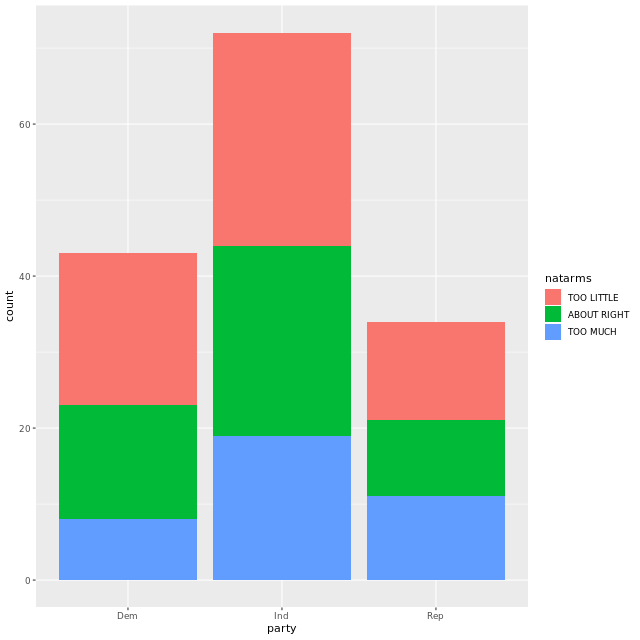 60
40
20
0
count
Dem Ind Rep
party
natarms
TOO LITTLE
ABOUT RIGHT
TOO MUCH